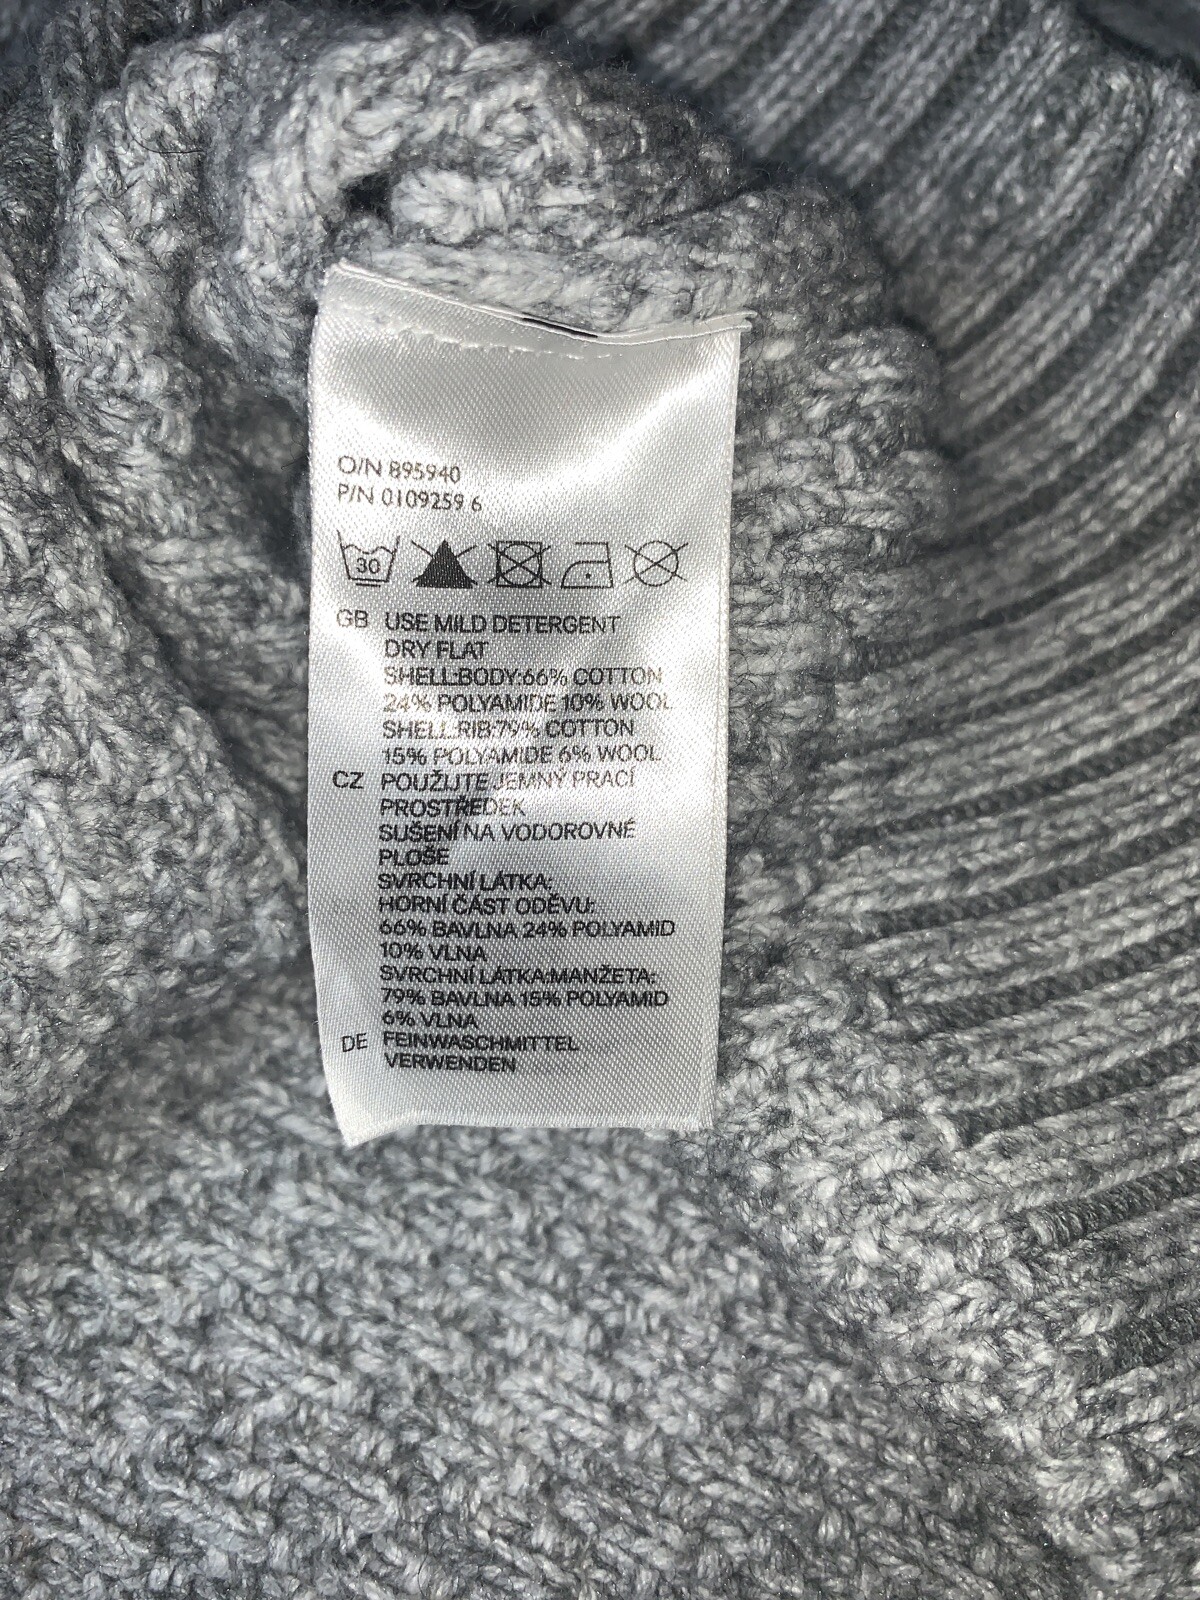 O/N 895940
P/N 0109259 6
30
GB USE MILD DETERGENT
DRY FLAT
SHELL:BODY:66% COTTON
24% POLYAMIDE 10% WOOL
SHELL:RIB:79% COTTON
15% POLYAMIDE 6% WOOL
CZ POUŽIJTE JEMNÝ PRACÍ
PROSTŘEDEK
SUŠENÍ NA VODOROVNÉ
PLOŠE
SVRCHNÍ LÁTKA:
HORNÍ ČÁST ODĚVU:
66% BAVLNA 24% POLYAMID
10% VLNA
SVRCHNÍ LÁTKA:MANŽETA:
79% BAVLNA 15% POLYAMID
6% VLNA
DE FEINWASCHMITTEL
VERWENDEN